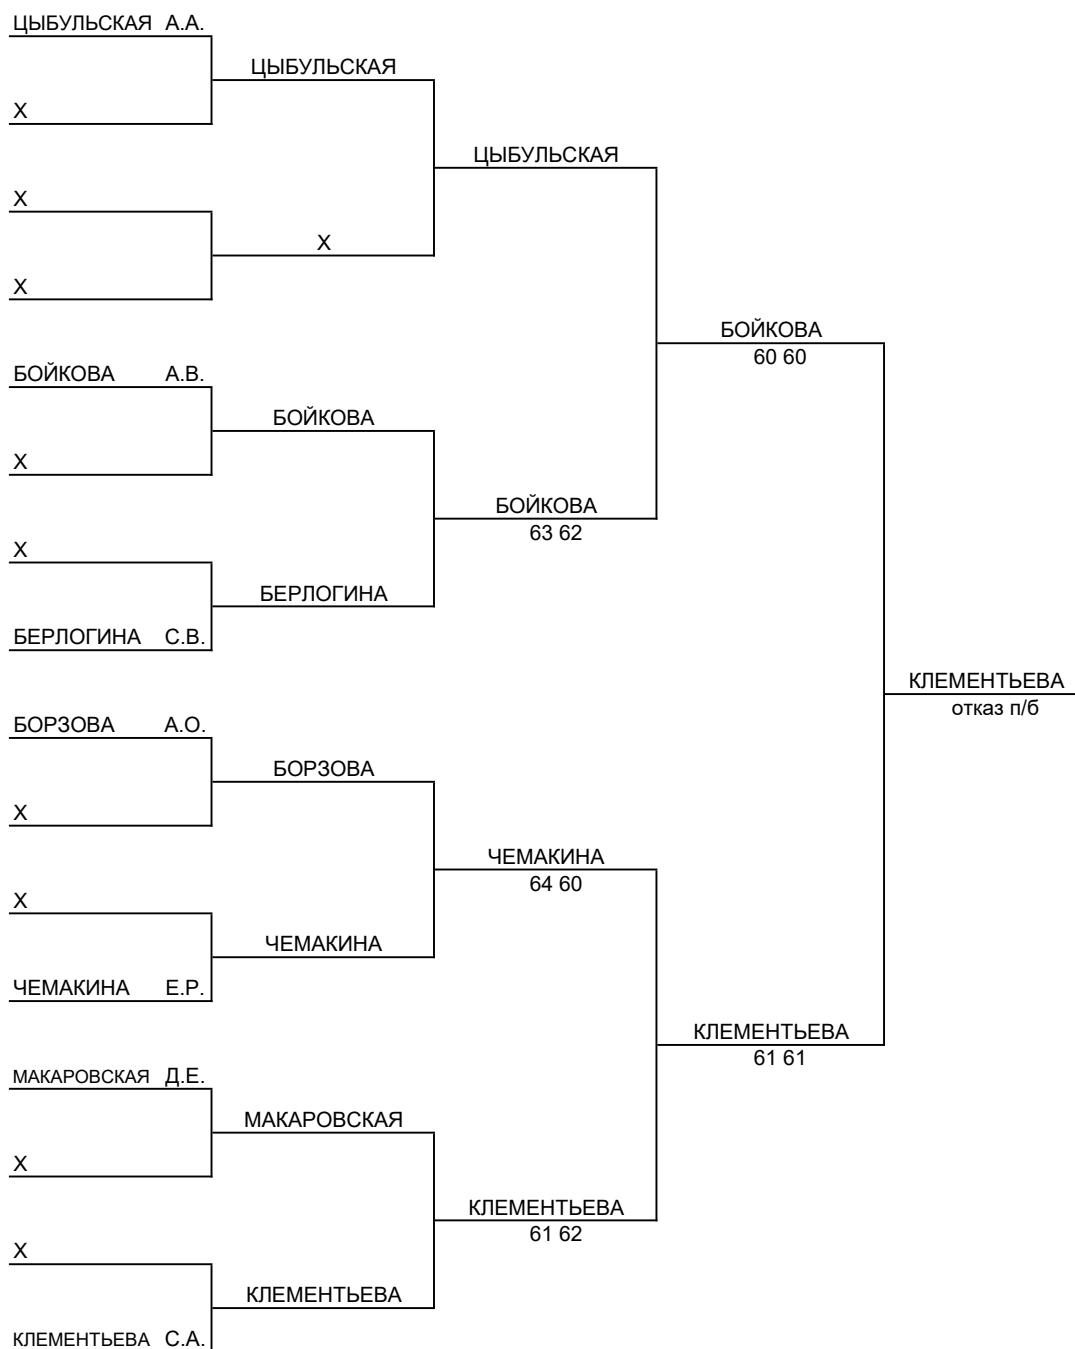 ЦЫБУЛЬСКАЯ А.А.
ЦЫБУЛЬСКАЯ
Х
ЦЫБУЛЬСКАЯ
Х
Х
Х
БОЙКОВА
60 60
БОЙКОВА А.В.
БОЙКОВА
Х
БОЙКОВА
63 62
Х
БЕРЛОГИНА
БЕРЛОГИНА С.В.
КЛЕМЕНТЬЕВА
отказ п/б
БОРЗОВА А.О.
БОРЗОВА
Х
ЧЕМАКИНА
64 60
Х
ЧЕМАКИНА
ЧЕМАКИНА Е.Р.
КЛЕМЕНТЬЕВА
61 61
МАКАРОВСКАЯ Д.Е.
МАКАРОВСКАЯ
Х
КЛЕМЕНТЬЕВА
61 62
Х
КЛЕМЕНТЬЕВА
КЛЕМЕНТЬЕВА С.А.